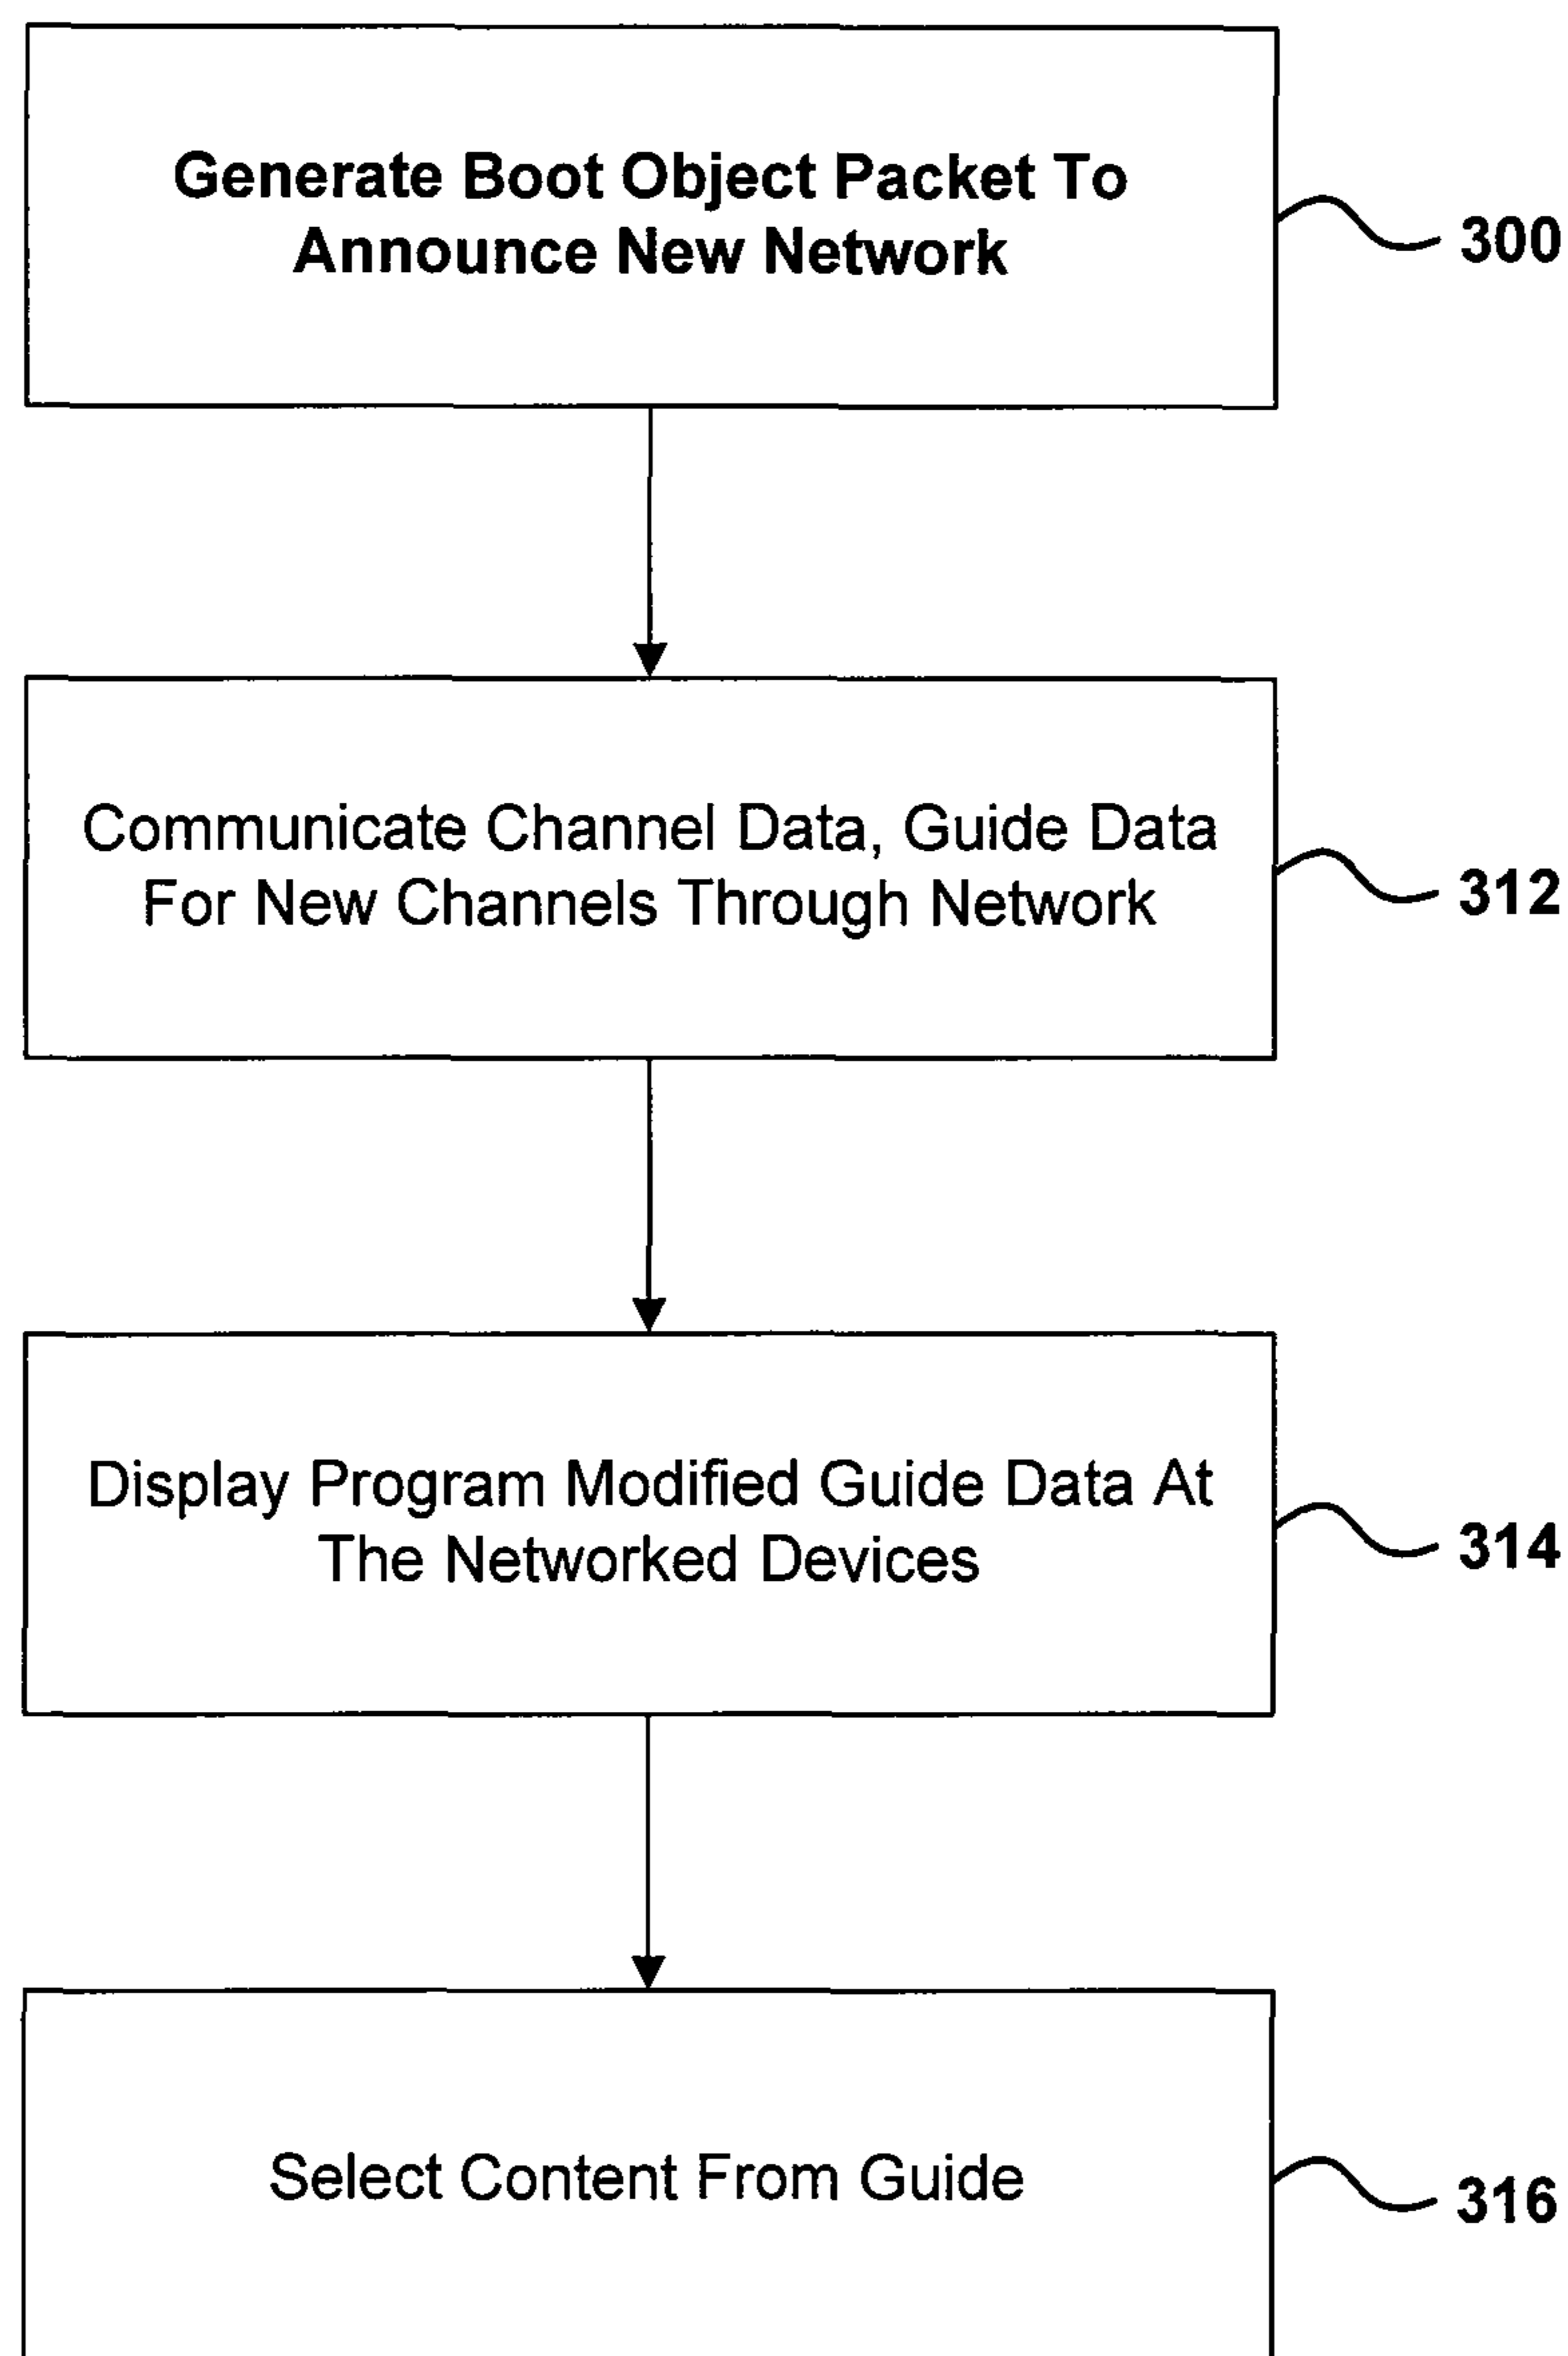 Generate Boot Object Packet To
Announce New Network
300
Communicate Channel Data, Guide Data
For New Channels Through Network
312
Display Program Modified Guide Data At
The Networked Devices
314
Select Content From Guide
316